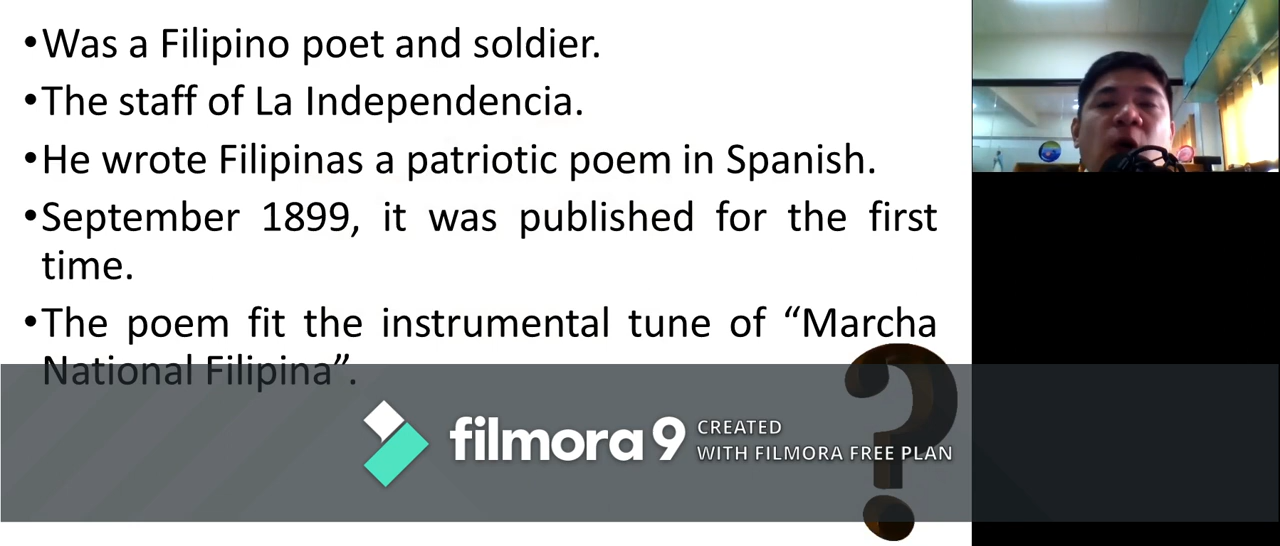 •Was a Filipino poet and soldier.
•The staff of La Independencia.
•He wrote Filipinas a patriotic poem in Spanish.
•September 1899, it was published for the first
time.
•The poem fit the instrumental tune of “Marcha
National Filipina”.
?
filmora9 CREATED
WITH FILMORA FREE PLAN